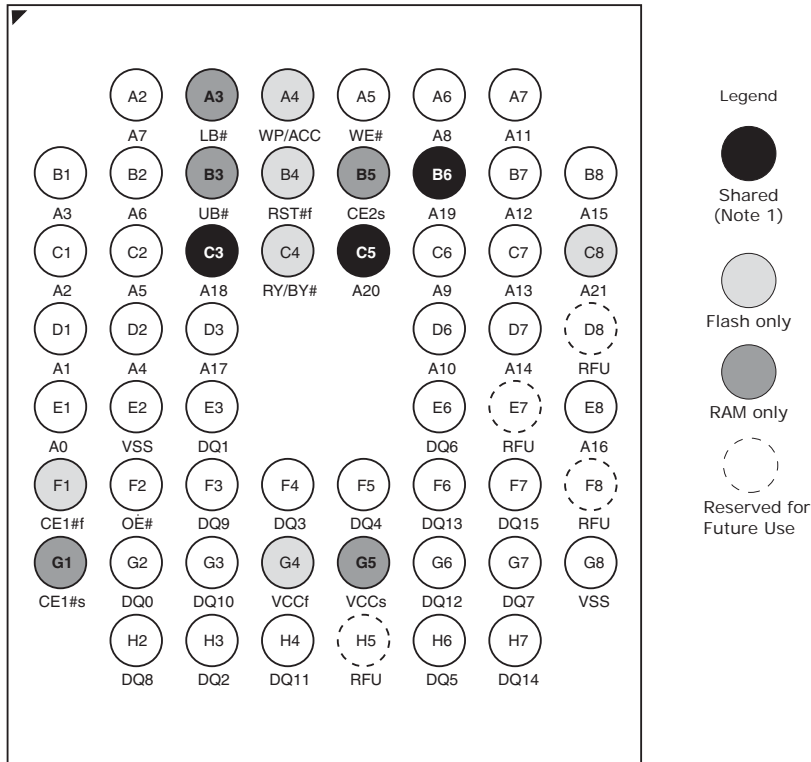 A2 A3 A4 A5 A6 A7
A7 LB# WP/ACC WE# A8 A11
B1 B2 B3 B4 B5 B6 B7 B8
A3 A6 UB# RST#f CE2s A19 A12 A15
C1 C2 C3 C4 C5 C6 C7 C8
A2 A5 A18 RY/BY# A20 A9 A13 A21
D1 D2 D3 D6 D7 D8
A1 A4 A17 A10 A14 RFU
E1 E2 E3 E6 E7 E8
A0 VSS DQ1 DQ6 RFU A16
F1 F2 F3 F4 F5 F6 F7 F8
CE1#f OE# DQ9 DQ3 DQ4 DQ13 DQ15 RFU
G1 G2 G3 G4 G5 G6 G7 G8
CE1#s DQ0 DQ10 VCCf VCCs DQ12 DQ7 VSS
H2 H3 H4 H5 H6 H7
DQ8 DQ2 DQ11 RFU DQ5 DQ14
Legend
Shared
(Note 1)
Flash only
RAM only
Reserved for
Future Use